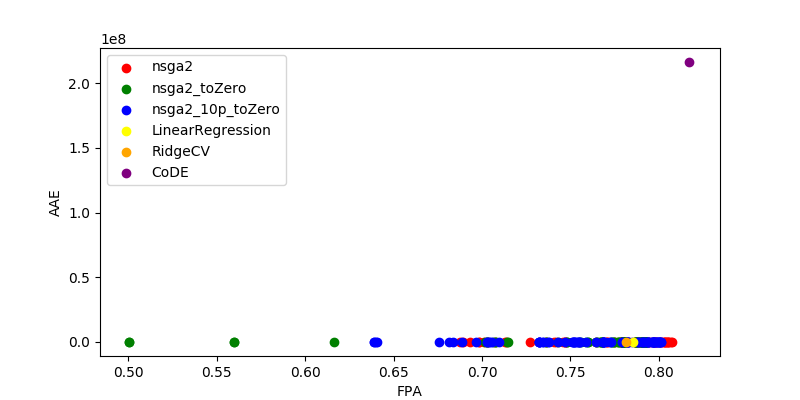 1e8
nsga2
nsga2_toZero
nsga2_10p_toZero
LinearRegression
RidgeCV
CoDE
2.0
1.5
1.0
0.5
0.0
AAE
0.50 0.55 0.60 0.65 0.70 0.75 0.80
FPA